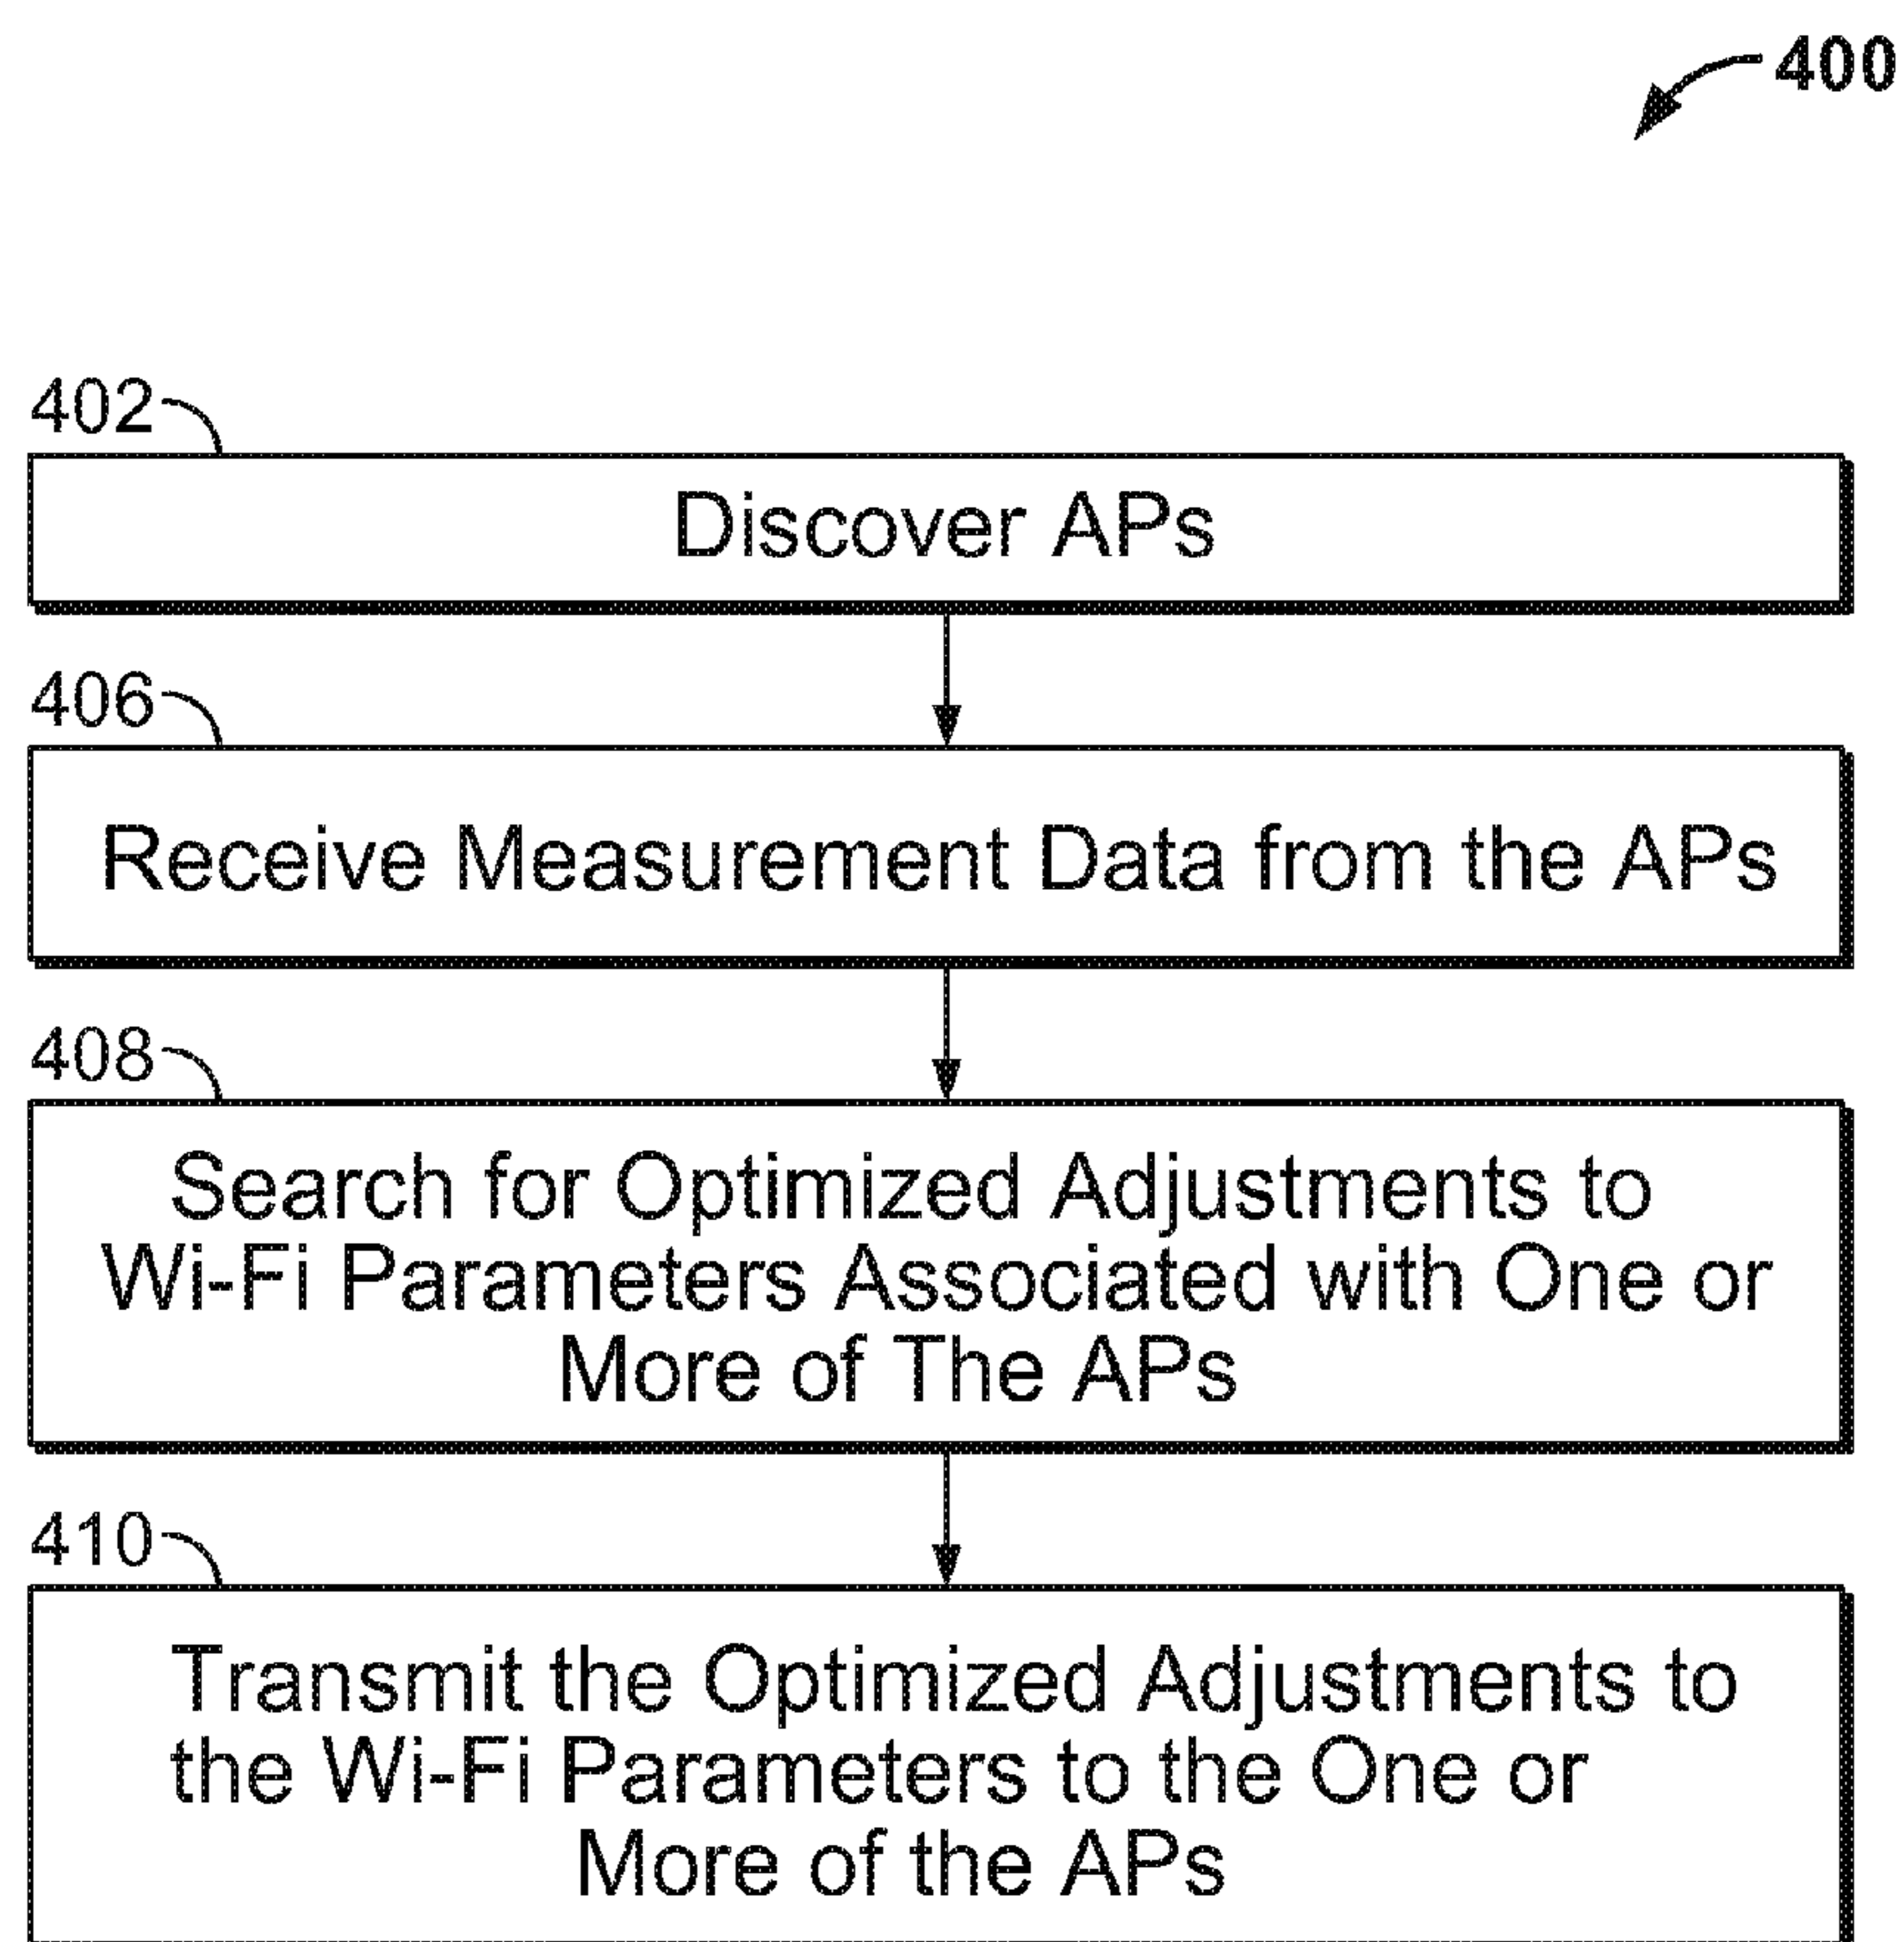 400
402
Discover APs
406
Receive Measurement Data from the APs
408
Search for Optimized Adjustments to
Wi-Fi Parameters Associated with One or
More of The APs
410
Transmit the Optimized Adjustments to
the Wi-Fi Parameters to the One or
More of the APs